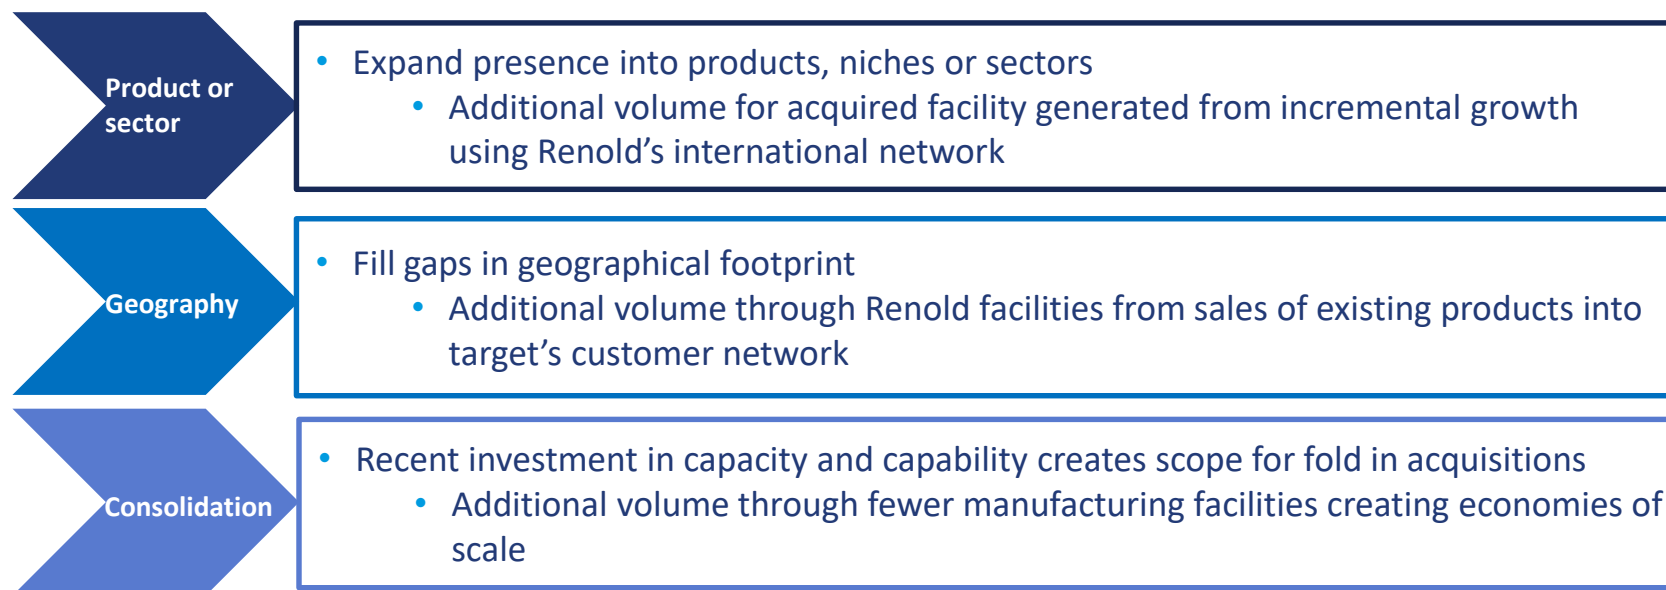 Product or
sector
• Expand presence into products, niches or sectors
• Additional volume for acquired facility generated from incremental growth
using Renold’s international network
Geography
• Fill gaps in geographical footprint
• Additional volume through Renold facilities from sales of existing products into
target’s customer network
Consolidation
• Recent investment in capacity and capability creates scope for fold in acquisitions
• Additional volume through fewer manufacturing facilities creating economies of
scale